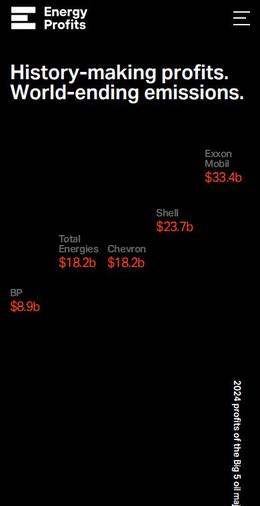 Energy
Profits
History-making profits.
World-ending emissions.
Exxon
Mobil
$33.4b
Shell
$23.7b
Total
Energies
$18.2b
Chevron
$18.2b
BP
$8.9b
2024 profits of the Big 5 oil